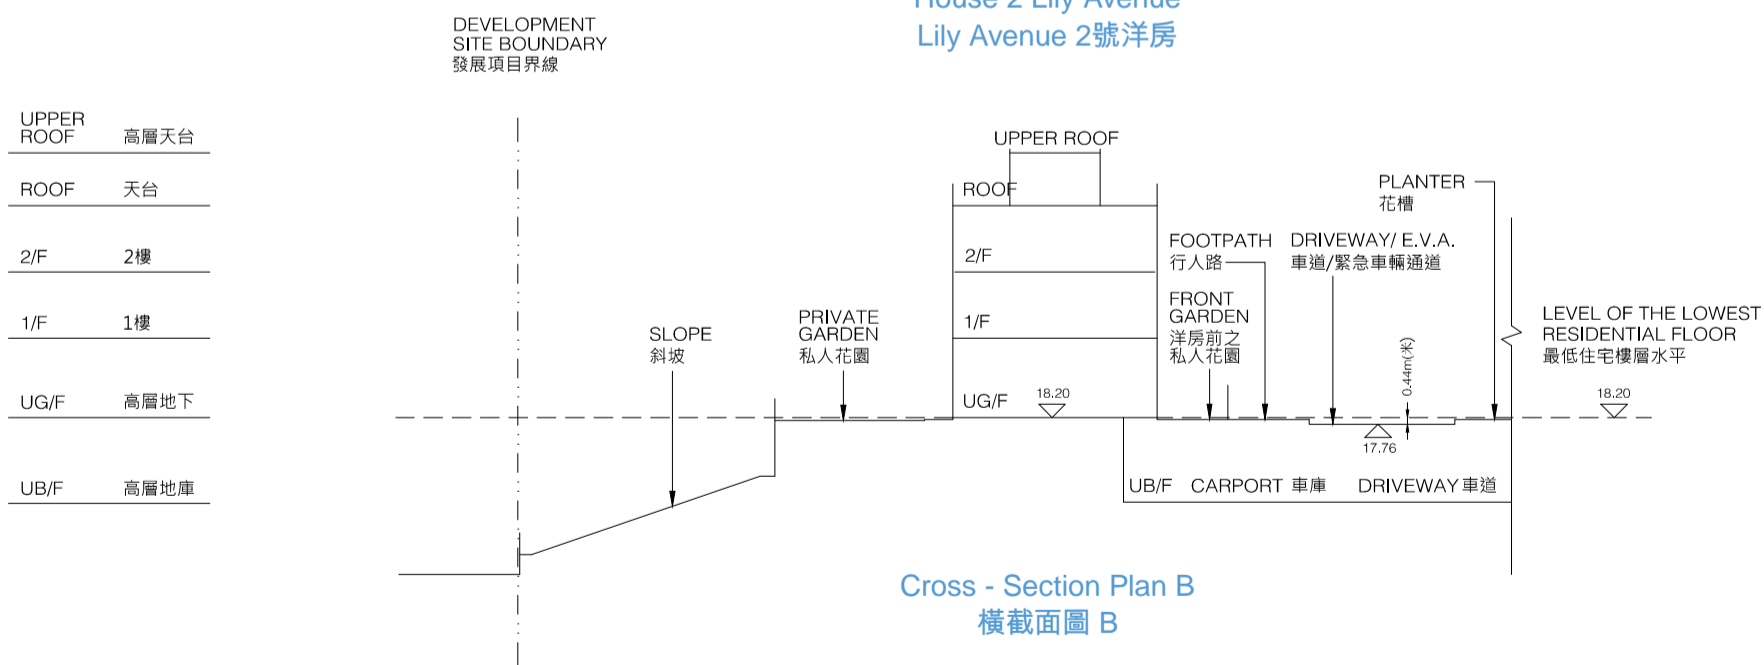 House 2 Lily Avenue
Lily Avenue 2號洋房
DEVELOPMENT
SITE BOUNDARY
發展項目界線
UPPER
ROOF 高層天台
ROOF 天台
2/F 2樓
1/F 1樓
UG/F 高層地下
UB/F 高層地庫
SLOPE
斜坡
PRIVATE
GARDEN
私人花園
UPPER ROOF
ROOF
2/F
1/F
UG/F
18.20
FOOTPATH
行人路
FRONT
GARDEN
洋房前之
私人花園
DRIVEWAY/ E.V.A.
車道/緊急車輛通道
PLANTER
花槽
0.44m(米)
17.76
UB/F CARPORT 車庫 DRIVEWAY 車道
LEVEL OF THE LOWEST
RESIDENTIAL FLOOR
最低住宅樓層水平
18.20
Cross - Section Plan B
橫截面圖 B